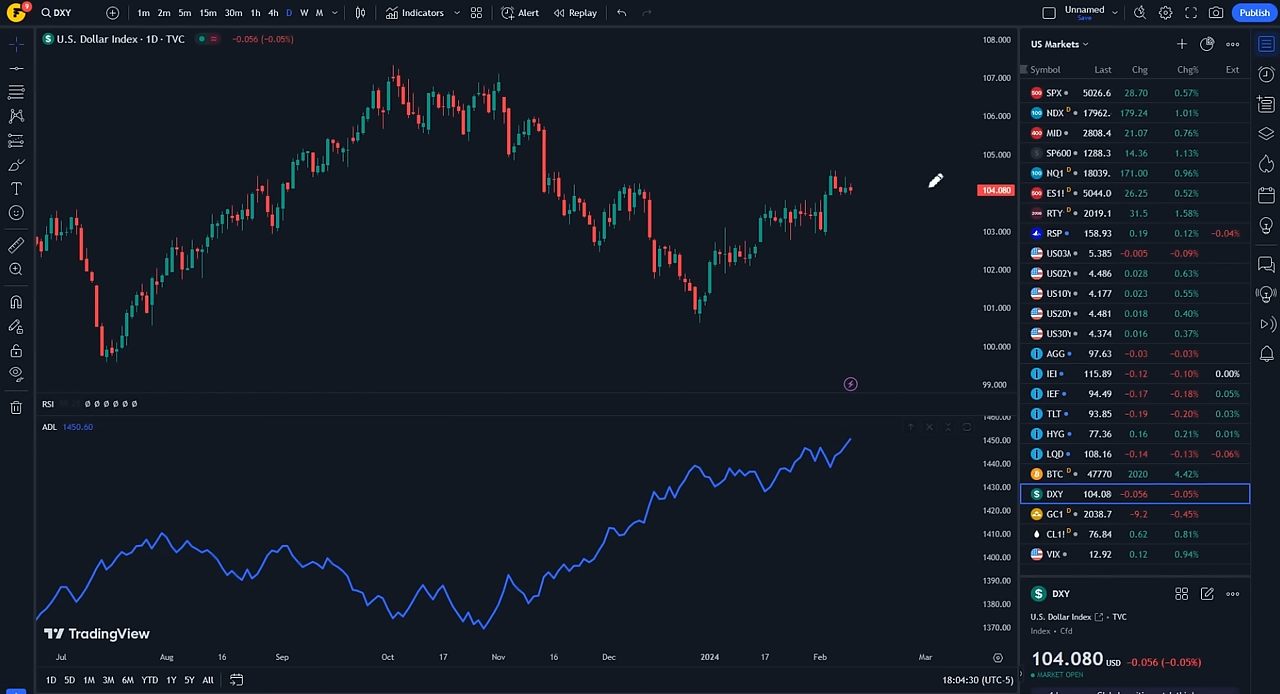 9 DXY 1m 2m 5m 15m 30m 1h 4h D W M Indicators Alert Replay Unnamed Save Publish
$ U.S. Dollar Index · 1D · TVC −0.056 (−0.05%)
108.000
107.000
106.000
105.000
104.080
103.000
102.000
101.000
100.000
99.000
RSI Ø Ø Ø Ø Ø Ø
ADL 1450.60
1460.00
1450.00
1440.00
1430.00
1420.00
1410.00
1400.00
1390.00
1380.00
1370.00
TradingView
Jul Aug 16 Sep Oct 17 Nov 16 Dec 2024 17 Feb Mar
1D 5D 1M 3M 6M YTD 1Y 5Y All 18:04:30 (UTC-5)
US Markets
Symbol Last Chg Chg% Ext
500 SPX 5026.6 28.70 0.57%
100 NDX D 17962. 179.24 1.01%
400 MID 2808.4 21.07 0.76%
SP600 1288.3 14.36 1.13%
100 NQ1 D 18039. 171.00 0.96%
500 ES1! D 5044.0 26.25 0.52%
2000 RTY D 2019.1 31.5 1.58%
RSP 158.93 0.19 0.12% −0.04%
US03M 5.385 −0.005 −0.09%
US02Y 4.486 0.028 0.63%
US10Y 4.177 0.023 0.55%
US20Y 4.481 0.018 0.40%
US30Y 4.374 0.016 0.37%
AGG 97.63 −0.03 −0.03%
IEI 115.89 −0.12 −0.10% 0.00%
IEF 94.49 −0.17 −0.18% 0.05%
TLT 93.85 −0.19 −0.20% 0.03%
HYG 77.36 0.16 0.21% 0.01%
LQD 108.16 −0.14 −0.13% −0.06%
BTC D 47770 2020 4.42%
$ DXY 104.08 −0.056 −0.05%
GC1 D 2038.7 −9.2 −0.45%
CL1! D 76.84 0.62 0.81%
VIX 12.92 0.12 0.94%
$ DXY
U.S. Dollar Index · TVC
Index · Cfd
104.080 USD −0.056 (−0.05%)
MARKET OPEN